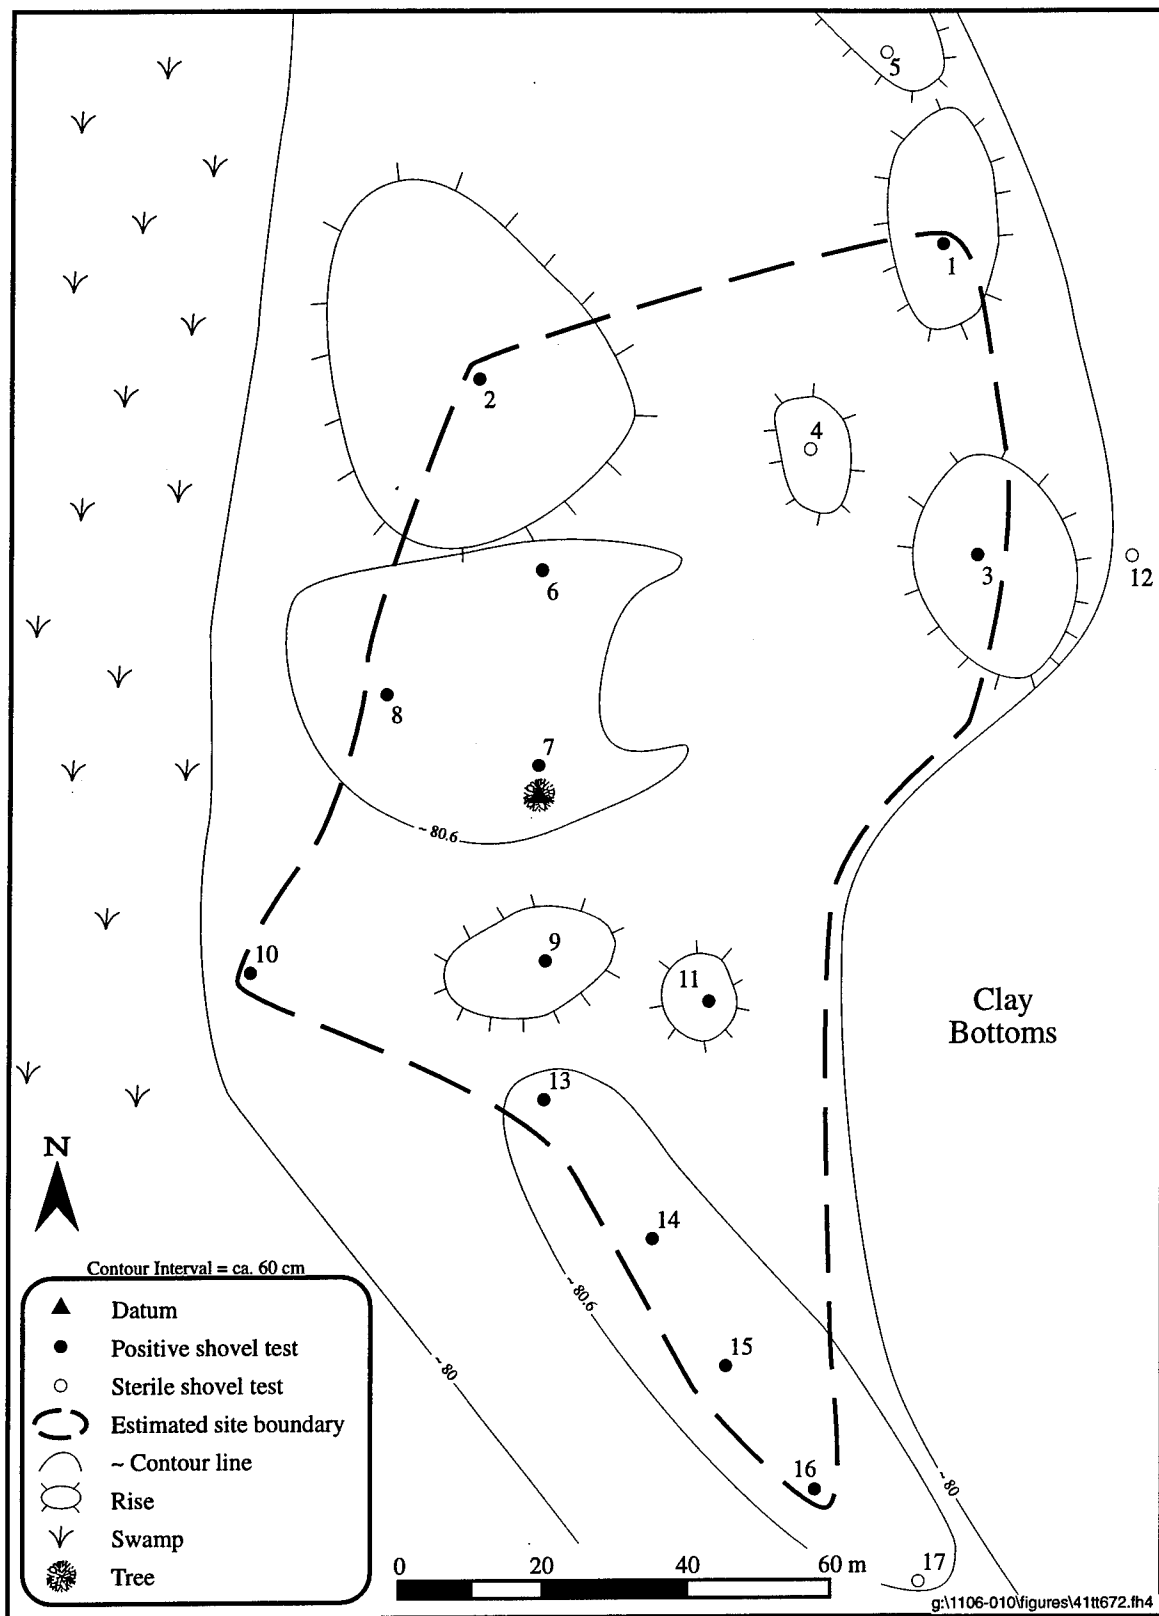 5
1
2
4
3
12
6
8
7
~ 80.6
10
9
11
Clay
Bottoms
13
N
14
Contour Interval = ca. 60 cm
~ 80.6
Datum
15
Positive shovel test
~ 80
Sterile shovel test
Estimated site boundary
~ Contour line
16
~ 80
Rise
Swamp
0 20 40 60 m
17
Tree
g:\1106-010\figures\41tt672.fh4